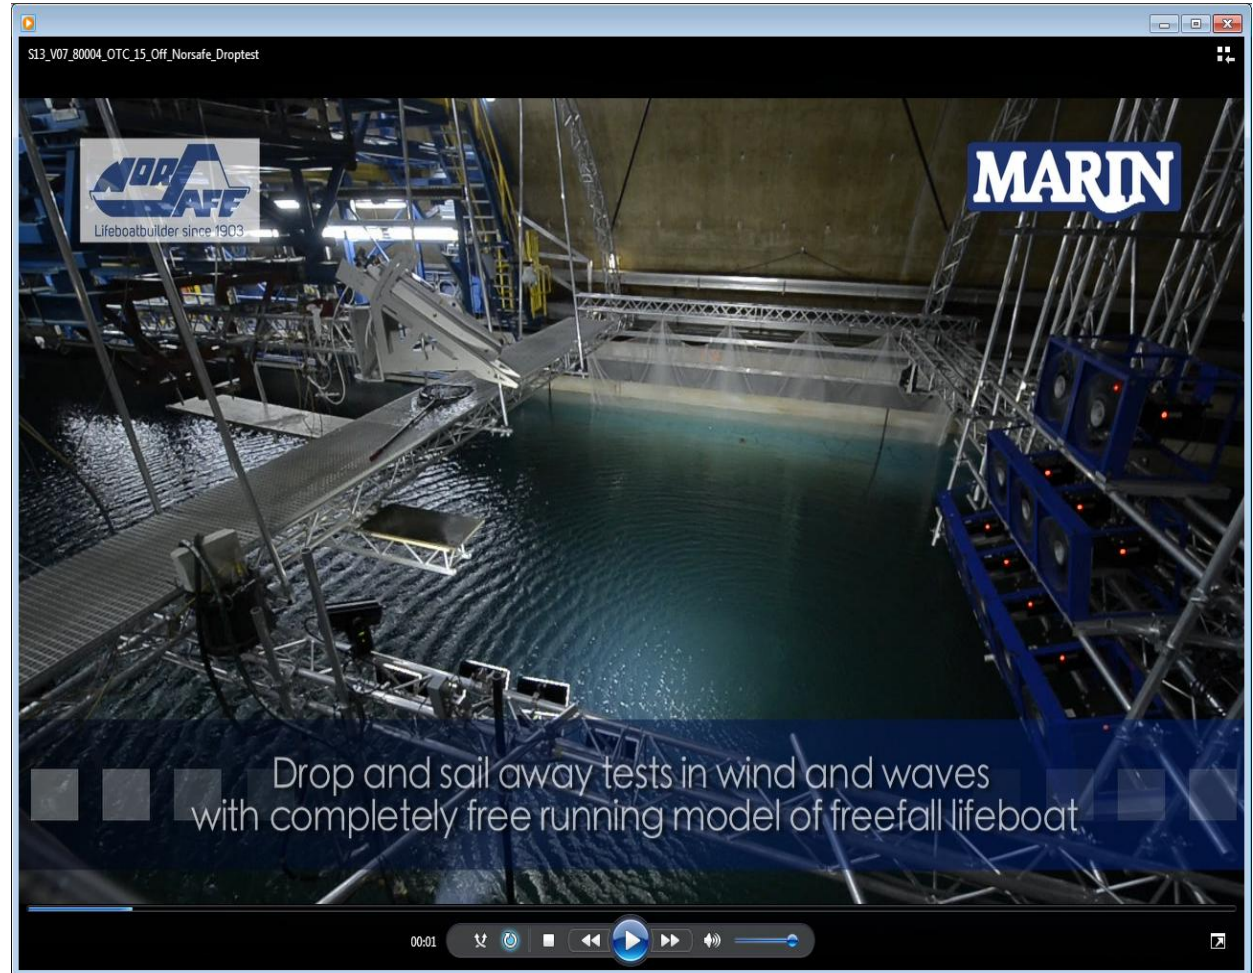 S13_V07_80004_OTC_15_Off_Norsafe_Droptest
NORSAFE
Lifeboatbuilder since 1903
MARIN
Drop and sail away tests in wind and waves
with completely free running model of freefall lifeboat
00:01